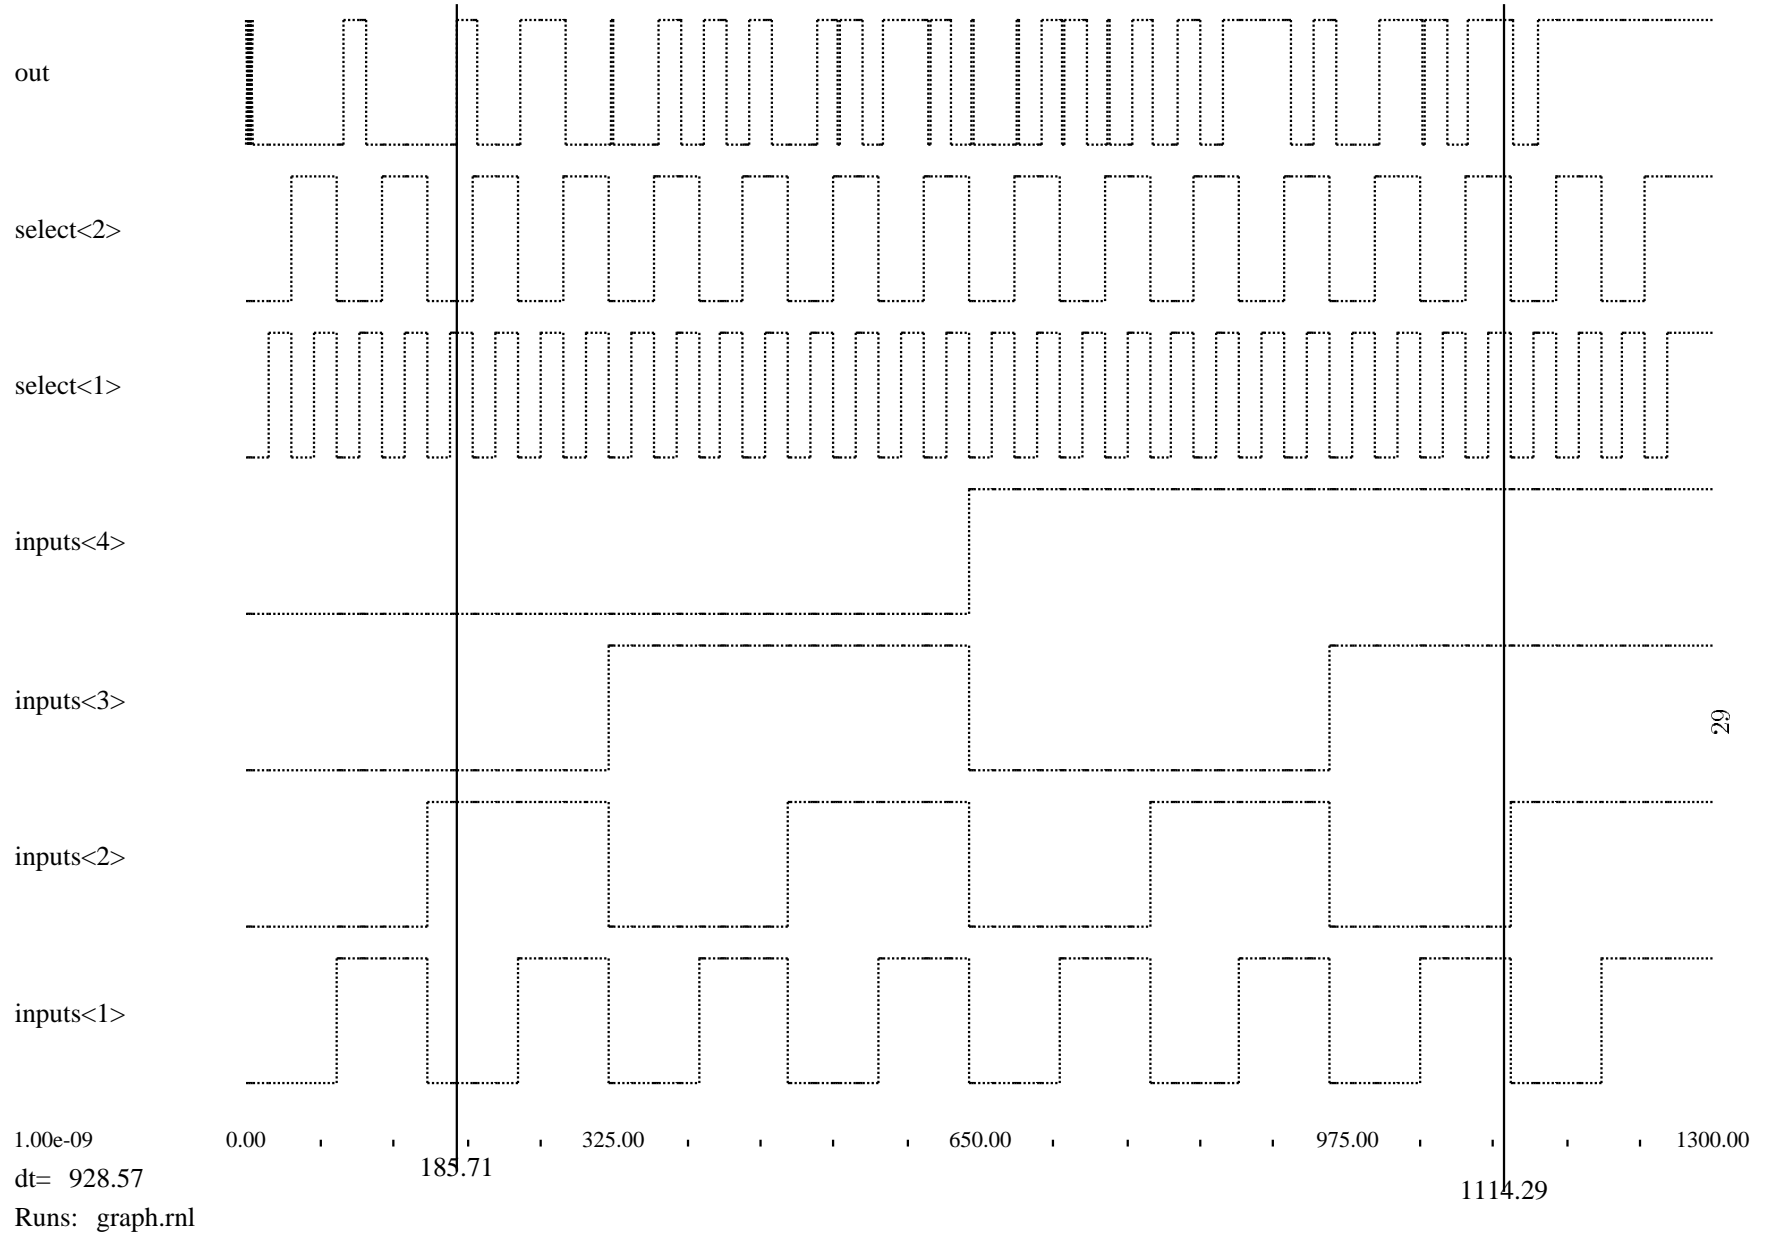 out
select<2>
select<1>
inputs<4>
inputs<3>
29
inputs<2>
inputs<1>
1.00e-09 0.00 325.00 650.00 975.00 1300.00
dt= 928.57 185.71 1114.29
Runs: graph.rnl